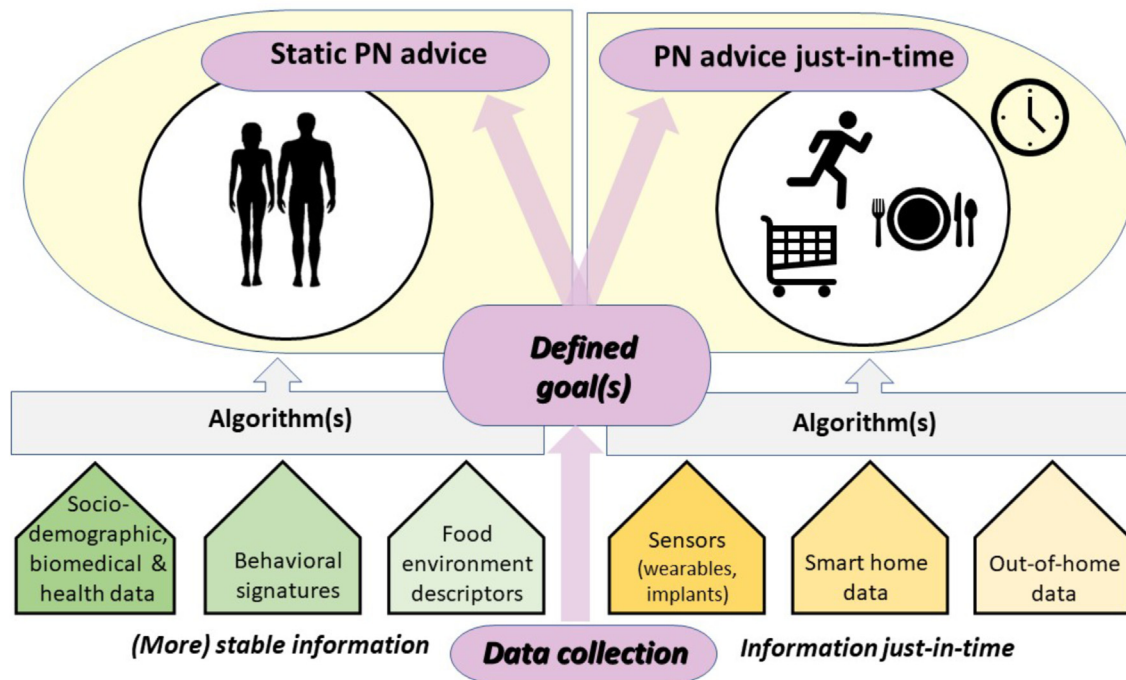 Static PN advice
PN advice just-in-time
Defined
goal(s)
Algorithm(s)
Algorithm(s)
Socio-
demographic,
biomedical &
health data
Behavioral
signatures
Food
environment
descriptors
Sensors
(wearables,
implants)
Smart home
data
Out-of-home
data
(More) stable information
Data collection
Information just-in-time